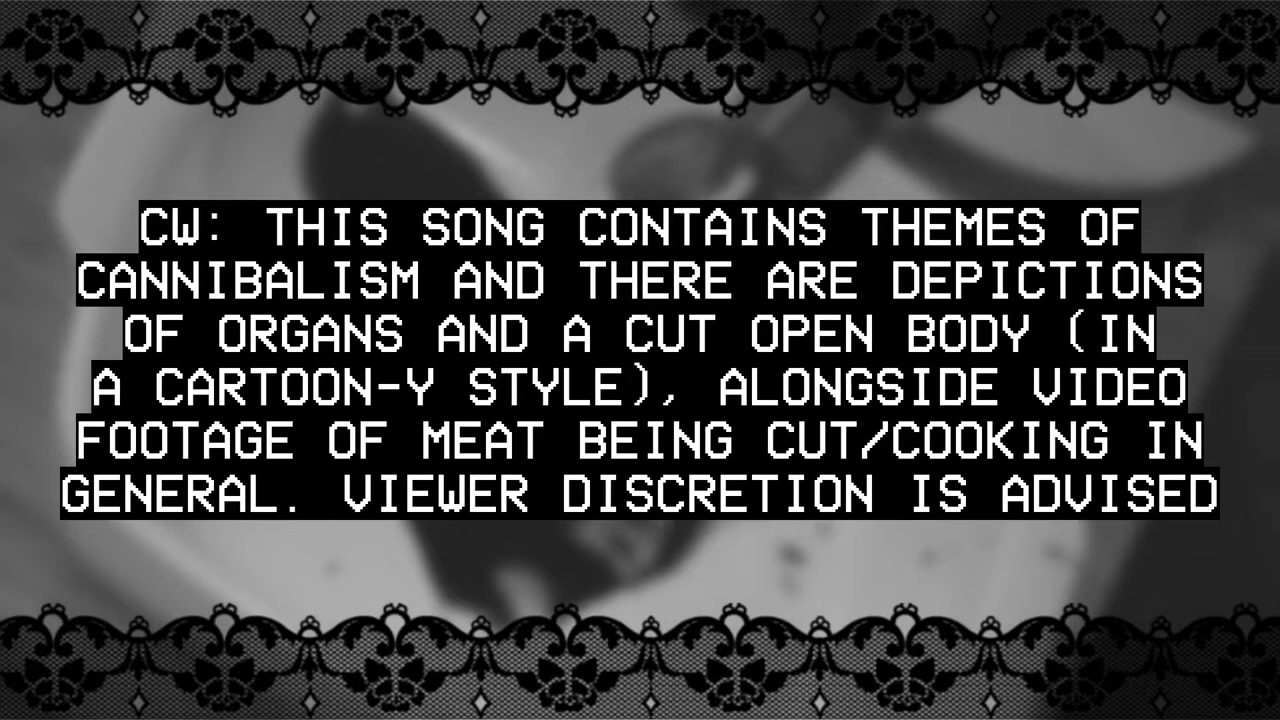 CW: THIS SONG CONTAINS THEMES OF
CANNIBALISM AND THERE ARE DEPICTIONS
OF ORGANS AND A CUT OPEN BODY (IN
A CARTOON-Y STYLE), ALONGSIDE VIDEO
FOOTAGE OF MEAT BEING CUT/COOKING IN
GENERAL. VIEWER DISCRETION IS ADVISED